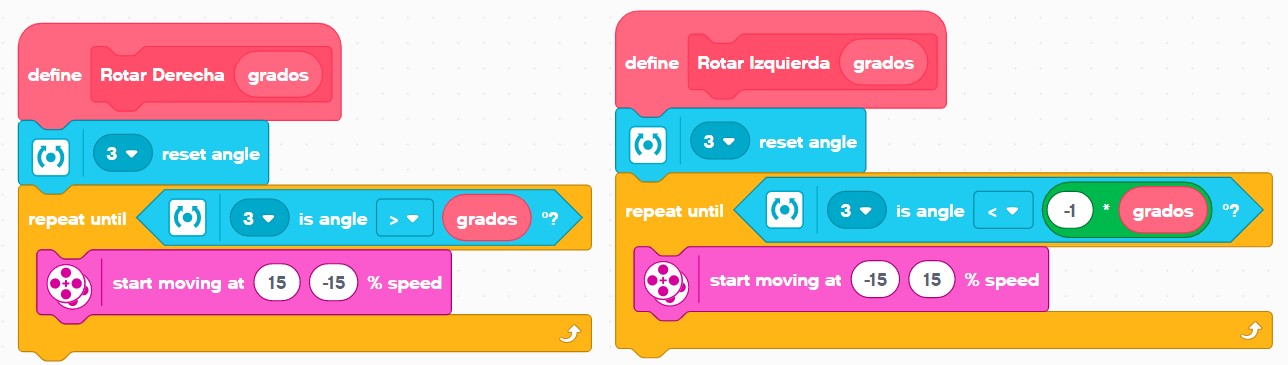 define Rotar Derecha grados
3 reset angle
repeat until 3 is angle > grados º?
start moving at 15 -15 % speed
define Rotar Izquierda grados
3 reset angle
repeat until 3 is angle < -1 * grados º?
start moving at -15 15 % speed